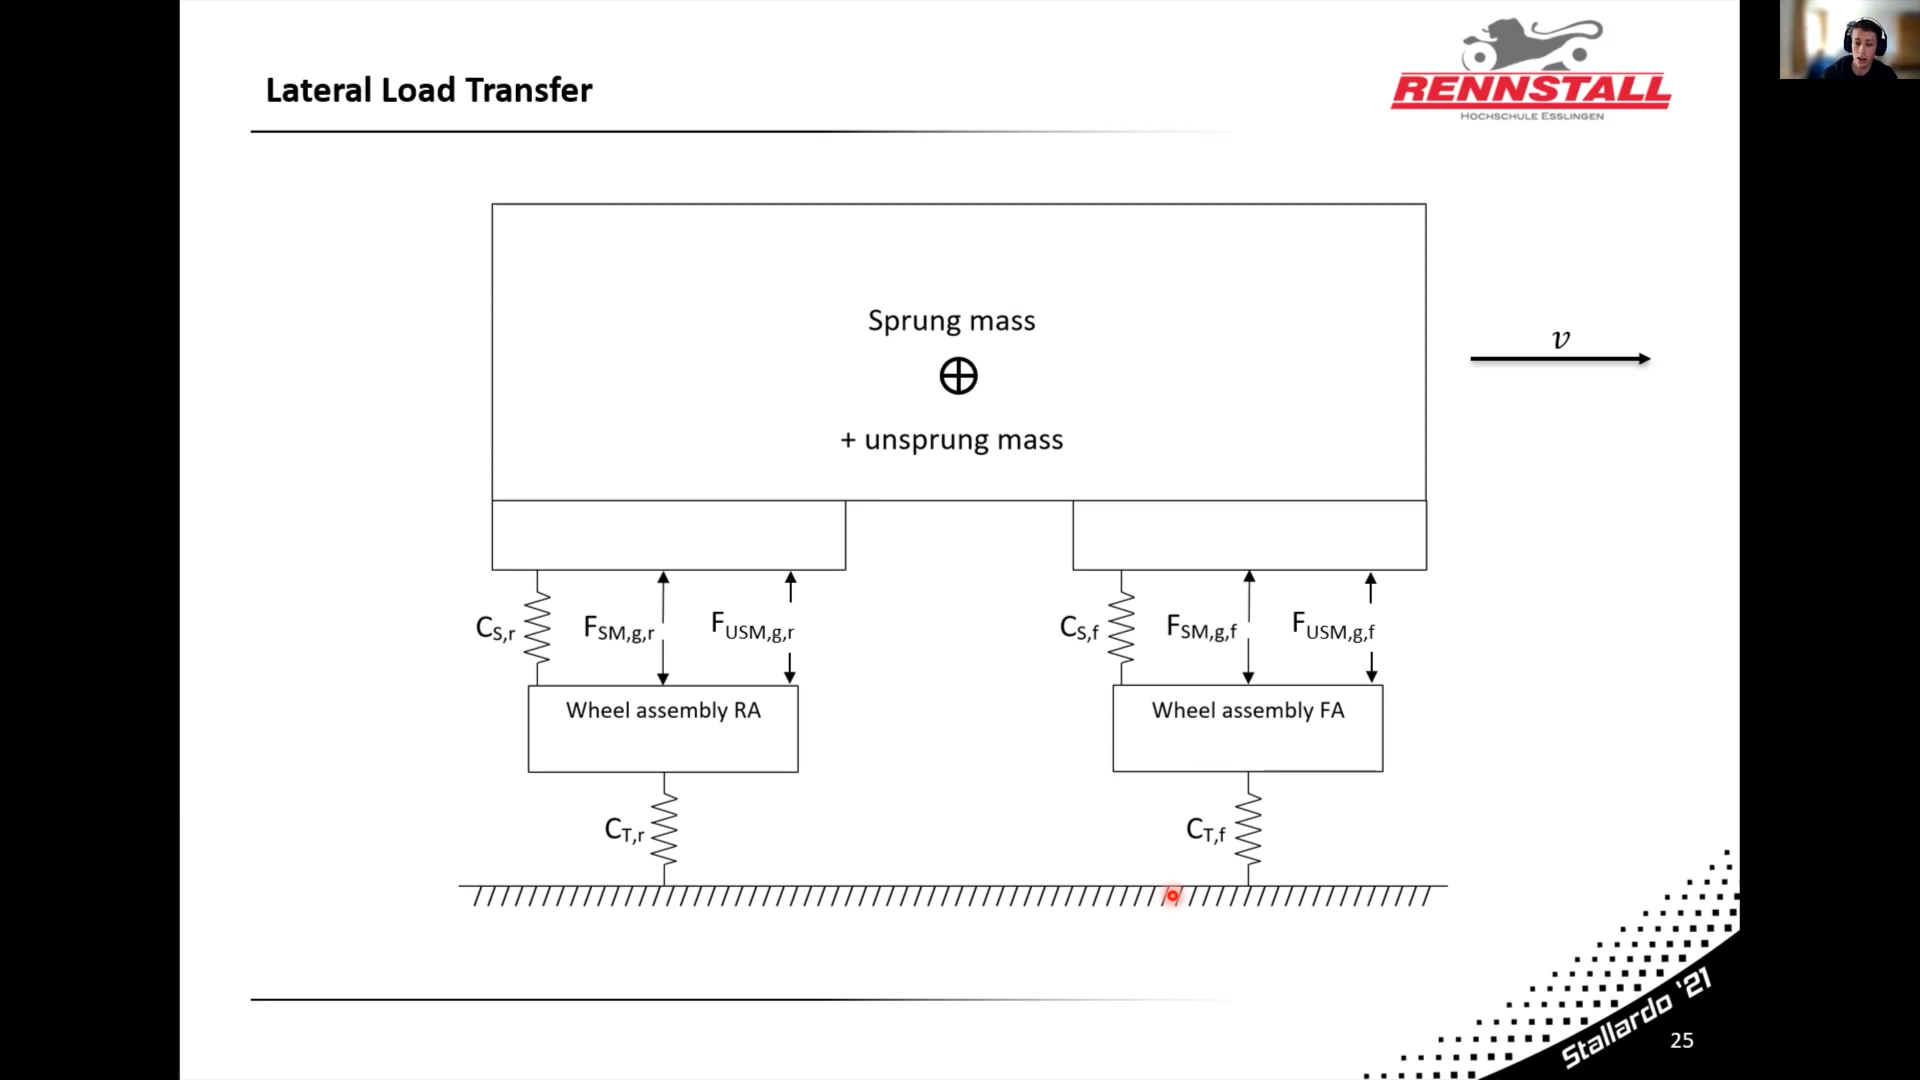 Lateral Load Transfer
RENNSTALL
HOCHSCHULE ESSLINGEN
Sprung mass
+ unsprung mass
v
C_S,r
F_SM,g,r
F_USM,g,r
C_S,f
F_SM,g,f
F_USM,g,f
Wheel assembly RA
Wheel assembly FA
C_T,r
C_T,f
Stallardo '21
25